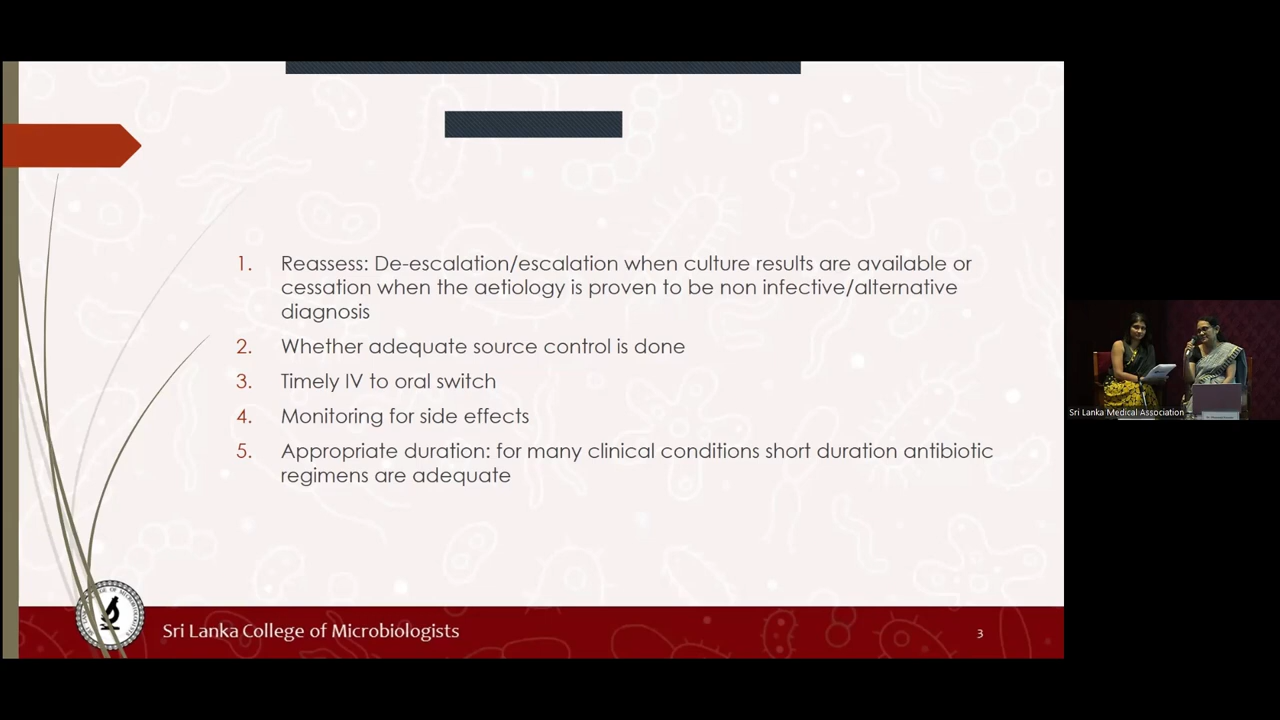 1. Reassess: De-escalation/escalation when culture results are available or
cessation when the aetiology is proven to be non infective/alternative
diagnosis
2. Whether adequate source control is done
3. Timely IV to oral switch
4. Monitoring for side effects
5. Appropriate duration: for many clinical conditions short duration antibiotic
regimens are adequate
Sri Lanka College of Microbiologists
3
Sri Lanka Medical Association